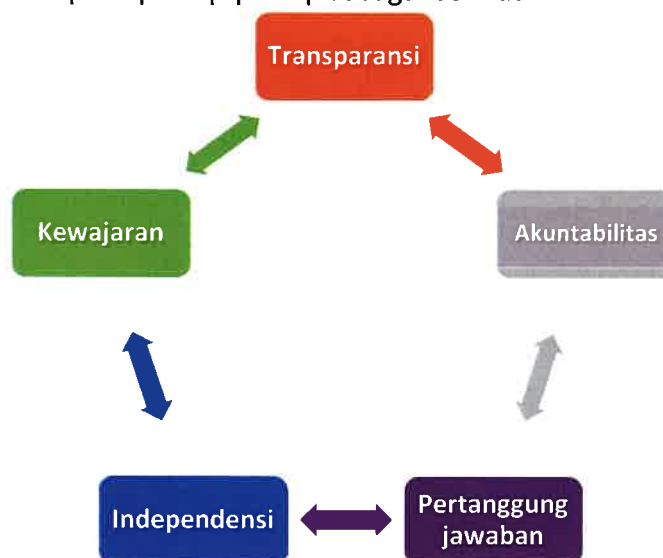 Transparansi
Kewajaran
Akuntabilitas
Independensi
Pertanggung
jawaban